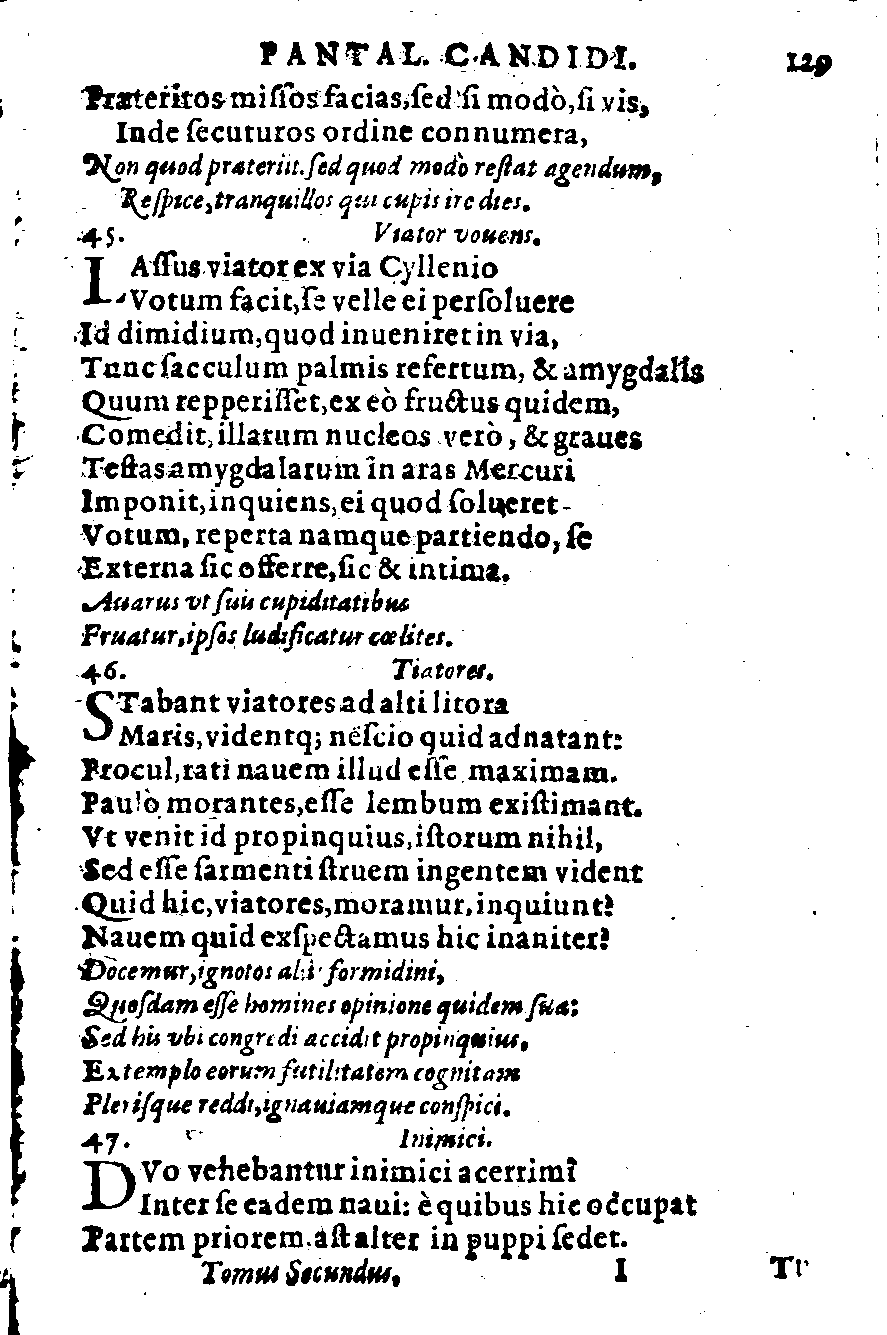 PANTAL. CANDIDI. 129
Præteritos missos facias, sed si modò, si vis,
Inde secuturos ordine connumera,
Non quod præteriit. sed quod modò restat agendum,
Respice, tranquillos qui cupis ire dies.
45. Viator vouens.
LAssus viator ex via Cyllenio
Votum facit, se velle ei persoluere
Id dimidium, quod inueniret in via,
Tunc sacculum palmis refertum, & amygdalis
Quum repperisset, ex eò fructus quidem,
Comedit, illarum nucleos verò, & graues
Testas amygdalarum in aras Mercuri
Imponit, inquiens, ei quod solueret
Votum, reperta namque partiendo, se
Externa sic offerre, sic & intima.
Auarus vt suis cupiditatibus
Fruatur, ipsos ludificatur cœlites.
46. Tiatores.
STabant viatores ad alti litora
Maris, videntq; nescio quid adnatant:
Procul, rati nauem illud esse maximam.
Paulò morantes, esse lembum existimant.
Vt venit id propinquius, istorum nihil,
Sed esse sarmenti struem ingentem vident
Quid hic, viatores, moramur, inquiunt?
Nauem quid exspectamus hic inaniter?
Docemur, ignotos alii formidini,
Quosdam esse homines opinione quidem sua:
Sed his vbi congredi accidit propinquius,
Extemplo eorum futilitatem cognitam
Plerisque reddi, ignauiamque conspici.
47. Inimici.
DVo vehebantur inimici acerrimi
Inter se eadem naui: è quibus hic occupat
Partem priorem. ast alter in puppi sedet.
Tomus Secundus, I